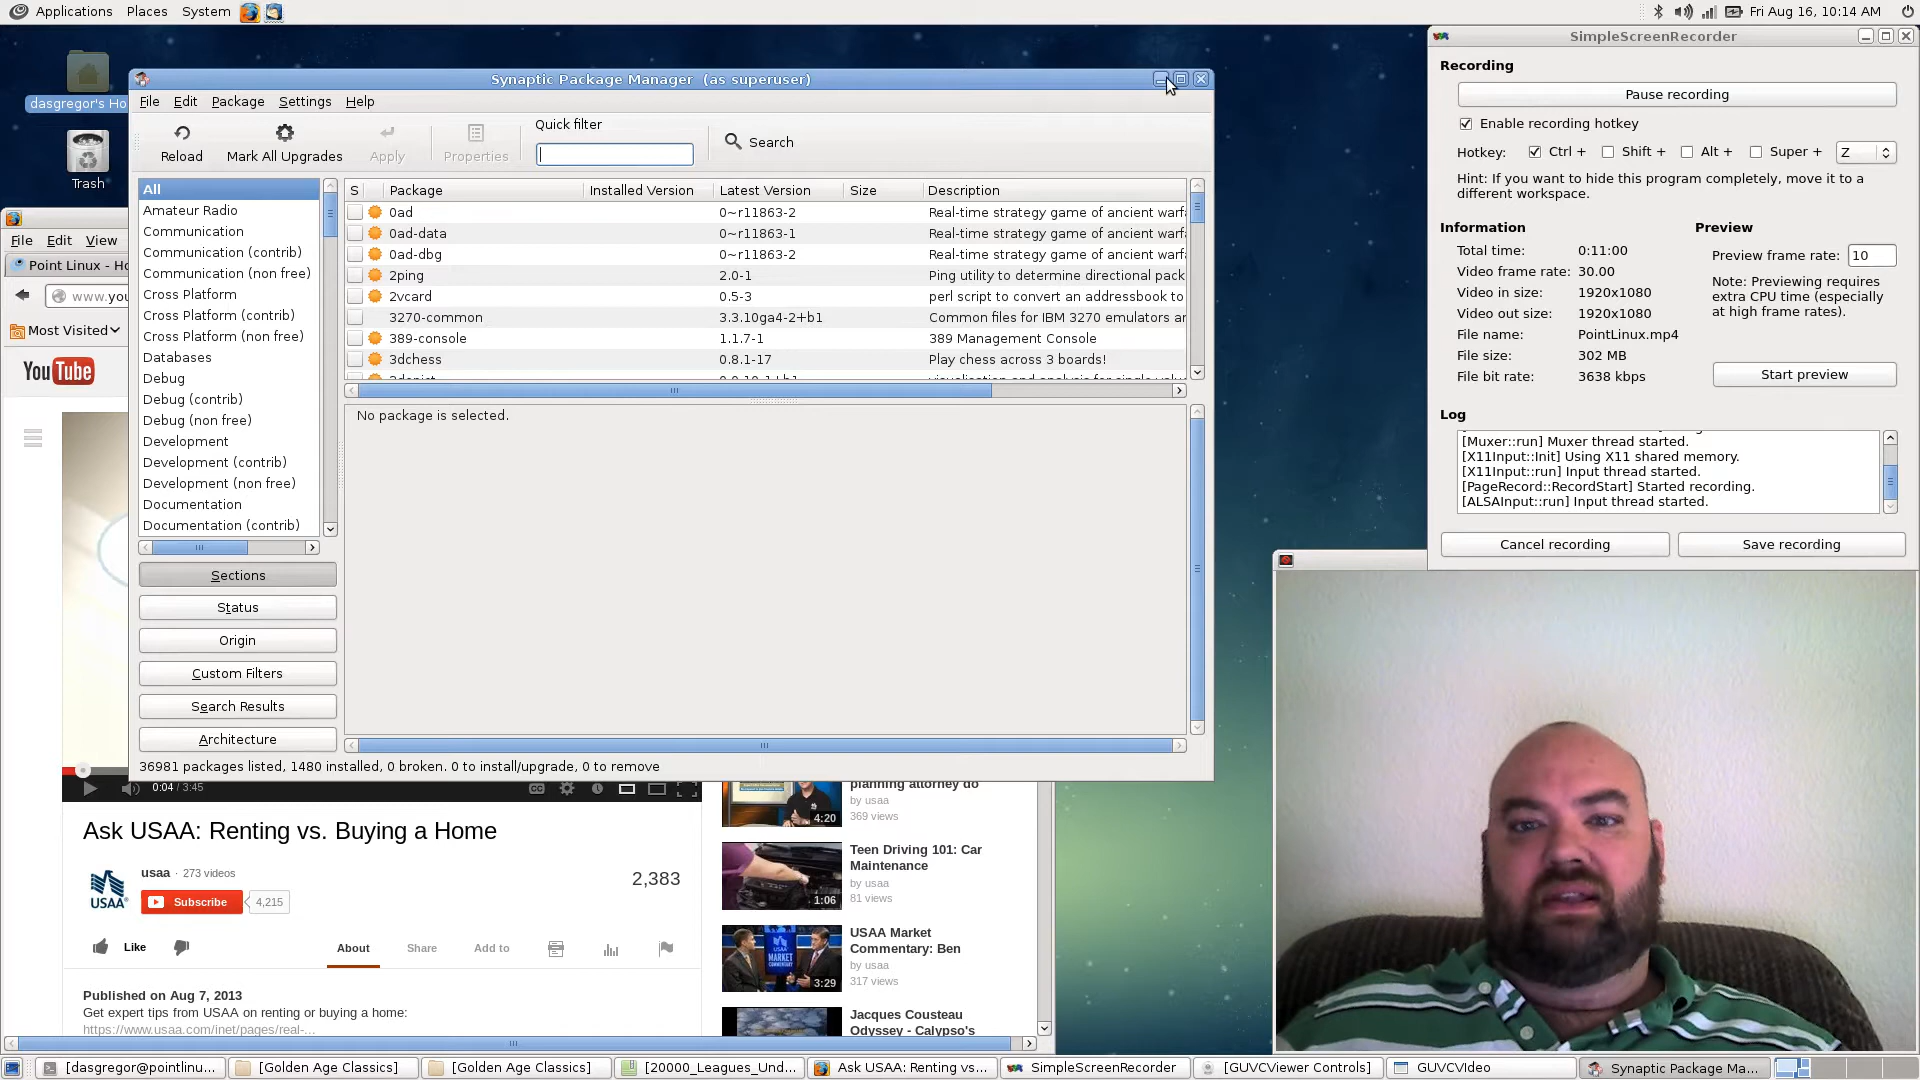 Applications Places System
Fri Aug 16, 10:14 AM
dasgregor's Ho
Trash
Synaptic Package Manager (as superuser)
File Edit Package Settings Help
Reload
Mark All Upgrades
Apply
Properties
Quick filter
Search
All
Amateur Radio
Communication
Communication (contrib)
Communication (non free)
Cross Platform
Cross Platform (contrib)
Cross Platform (non free)
Databases
Debug
Debug (contrib)
Debug (non free)
Development
Development (contrib)
Development (non free)
Documentation
Documentation (contrib)
Sections
Status
Origin
Custom Filters
Search Results
Architecture
S Package Installed Version Latest Version Size Description
0ad 0~r11863-2 Real-time strategy game of ancient warfa
0ad-data 0~r11863-1 Real-time strategy game of ancient warfa
0ad-dbg 0~r11863-2 Real-time strategy game of ancient warfa
2ping 2.0-1 Ping utility to determine directional pack
2vcard 0.5-3 perl script to convert an addressbook to
3270-common 3.3.10ga4-2+b1 Common files for IBM 3270 emulators an
389-console 1.1.7-1 389 Management Console
3dchess 0.8.1-17 Play chess across 3 boards!
No package is selected.
36981 packages listed, 1480 installed, 0 broken. 0 to install/upgrade, 0 to remove
File Edit View
Point Linux - Ho
www.you
Most Visited
YouTube
0:04 / 3:45
Ask USAA: Renting vs. Buying a Home
USAA
usaa · 273 videos
Subscribe 4,215
2,383
Like
About Share Add to
Published on Aug 7, 2013
Get expert tips from USAA on renting or buying a home:
https://www.usaa.com/inet/pages/real-...
planning attorney do
by usaa
369 views
4:20
Teen Driving 101: Car
Maintenance
by usaa
81 views
1:06
USAA Market
Commentary: Ben
by usaa
317 views
3:29
Jacques Cousteau
Odyssey - Calypso's
SimpleScreenRecorder
Recording
Pause recording
Enable recording hotkey
Hotkey: Ctrl + Shift + Alt + Super + Z
Hint: If you want to hide this program completely, move it to a
different workspace.
Information
Total time: 0:11:00
Video frame rate: 30.00
Video in size: 1920x1080
Video out size: 1920x1080
File name: PointLinux.mp4
File size: 302 MB
File bit rate: 3638 kbps
Preview
Preview frame rate: 10
Note: Previewing requires
extra CPU time (especially
at high frame rates).
Start preview
Log
[Muxer::run] Muxer thread started.
[X11Input::Init] Using X11 shared memory.
[X11Input::run] Input thread started.
[PageRecord::RecordStart] Started recording.
[ALSAInput::run] Input thread started.
Cancel recording
Save recording
[dasgregor@pointlinu... [Golden Age Classics] [Golden Age Classics] [20000_Leagues_Und... Ask USAA: Renting vs... SimpleScreenRecorder [GUVCViewer Controls] GUVCVideo Synaptic Package Ma...